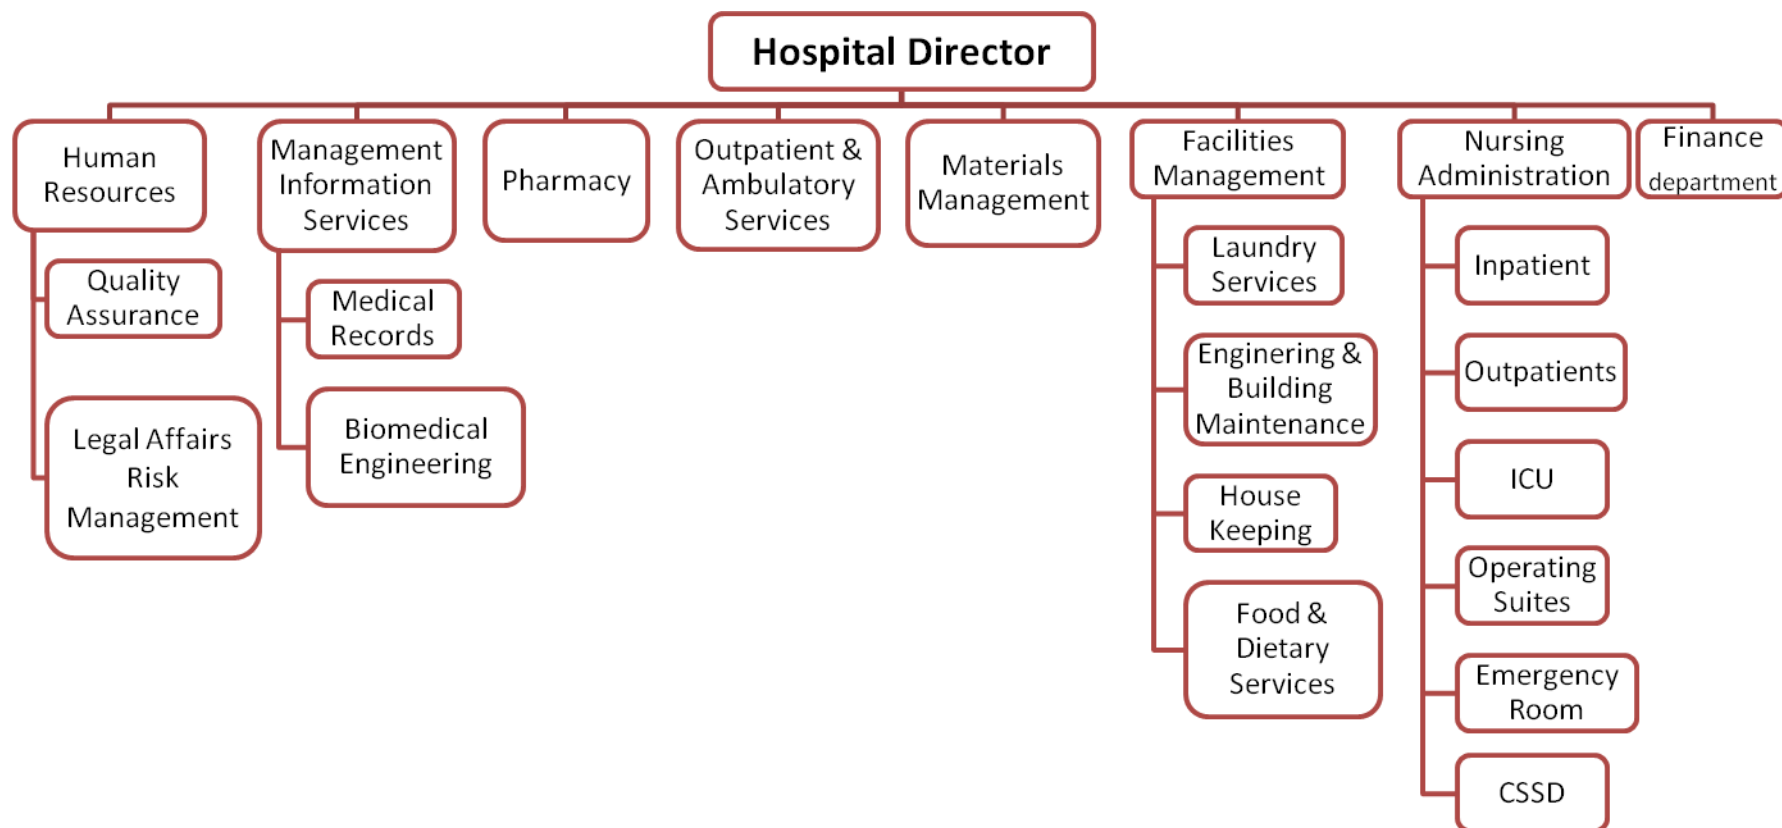 Hospital Director
Human
Resources
Management
Information
Services
Pharmacy
Outpatient &
Ambulatory
Services
Materials
Management
Facilities
Management
Nursing
Administration
Finance
department
Quality
Assurance
Legal Affairs
Risk
Management
Medical
Records
Biomedical
Engineering
Laundry
Services
Enginering &
Building
Maintenance
House
Keeping
Food &
Dietary
Services
Inpatient
Outpatients
ICU
Operating
Suites
Emergency
Room
CSSD